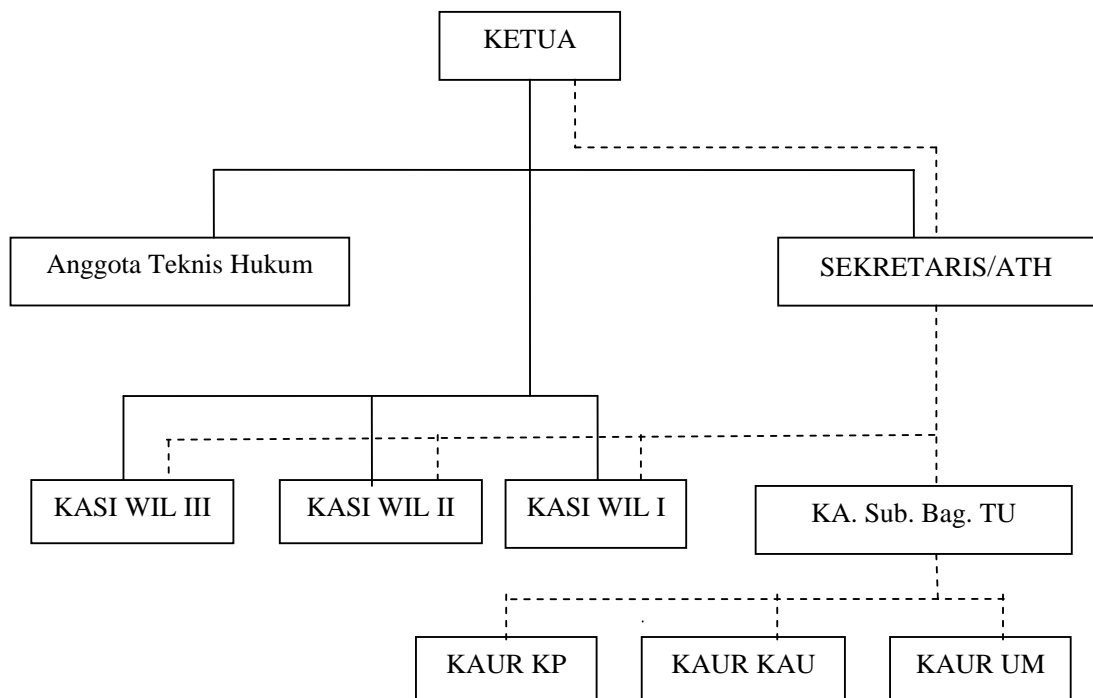 KETUA
Anggota Teknis Hukum
SEKRETARIS/ATH
KASI WIL III
KASI WIL II
KASI WIL I
KA. Sub. Bag. TU
KAUR KP
KAUR KAU
KAUR UM